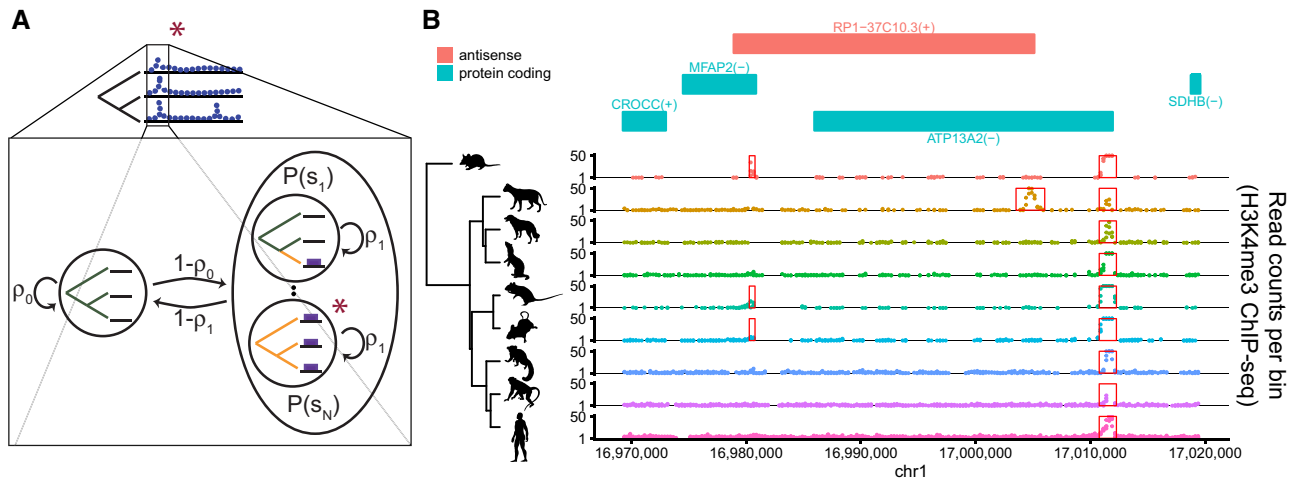 A
*
P(s1)
ρ1
ρ0
1-ρ0
1-ρ1
*
ρ1
P(sN)
B
antisense
protein coding
RP1−37C10.3(+)
MFAP2(−)
CROCC(+)
SDHB(−)
ATP13A2(−)
50
1
50
1
50
1
50
1
50
1
50
1
50
1
50
1
50
1
Read counts per bin
(H3K4me3 ChIP-seq)
16,970,000 16,980,000 16,990,000 17,000,000 17,010,000 17,020,000
chr1